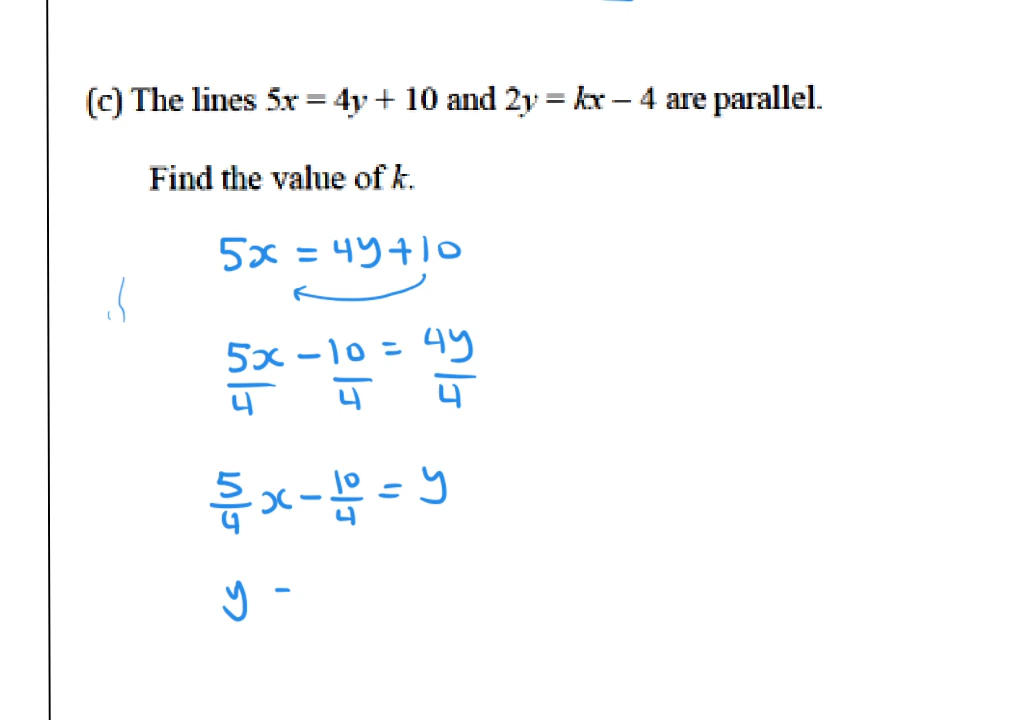 (c) The lines 5x = 4y + 10 and 2y = kx – 4 are parallel.
Find the value of k.
5x = 4y+10
5x/4 – 10/4 = 4y/4
5/4 x – 10/4 = y
y -